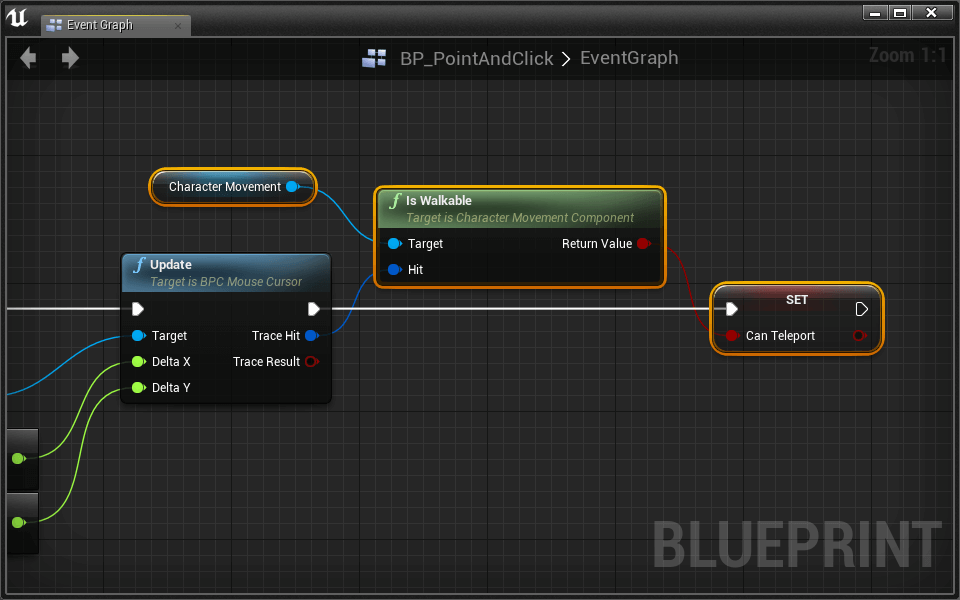 Event Graph
BP_PointAndClick > EventGraph
Zoom 1:1
Character Movement
f Is Walkable
Target is Character Movement Component
Target
Return Value
Hit
f Update
Target is BPC Mouse Cursor
Target
Trace Hit
Delta X
Trace Result
Delta Y
SET
Can Teleport
BLUEPRINT